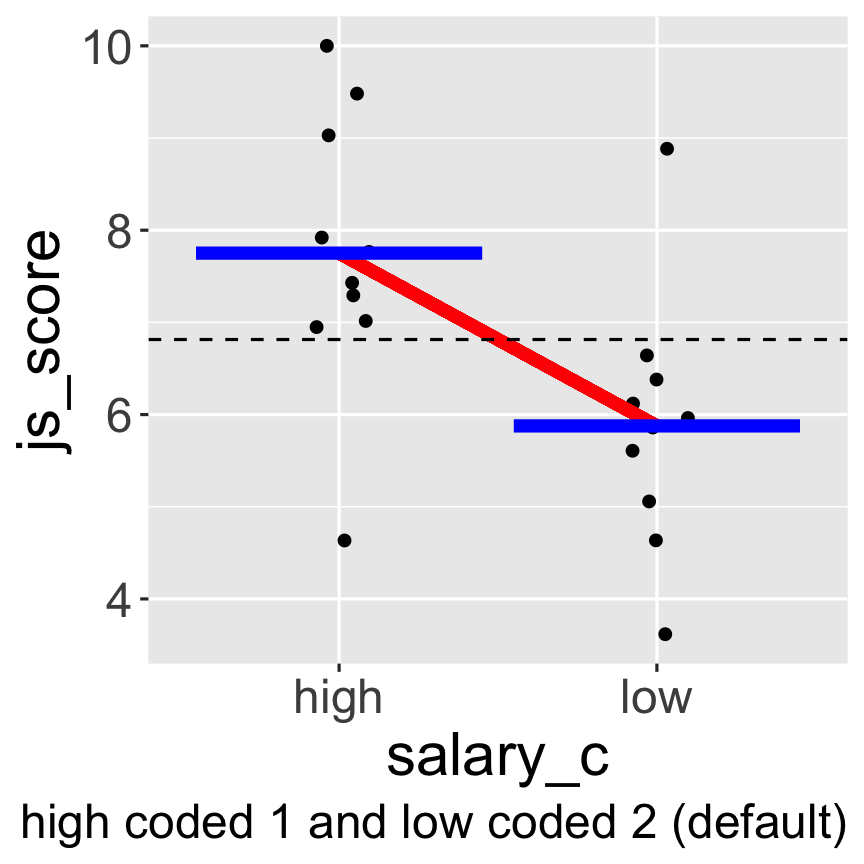 10
8
6
4
js_score
high low
salary_c
high coded 1 and low coded 2 (default)